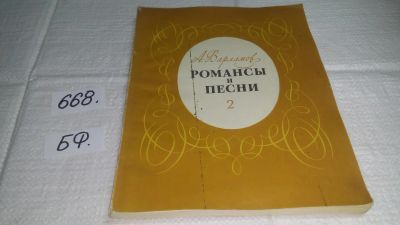 668.
БФ.
А. Варламов
РОМАНСЫ
и
ПЕСНИ
2